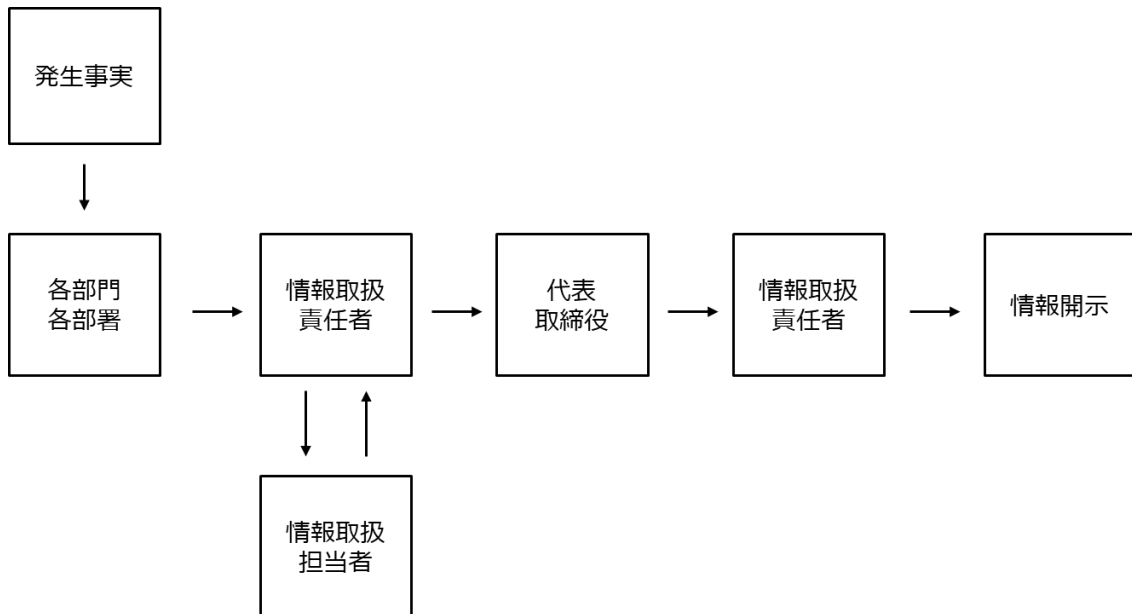 発生事実
各部門
各部署
情報取扱
責任者
代表
取締役
情報取扱
責任者
情報開示
情報取扱
担当者